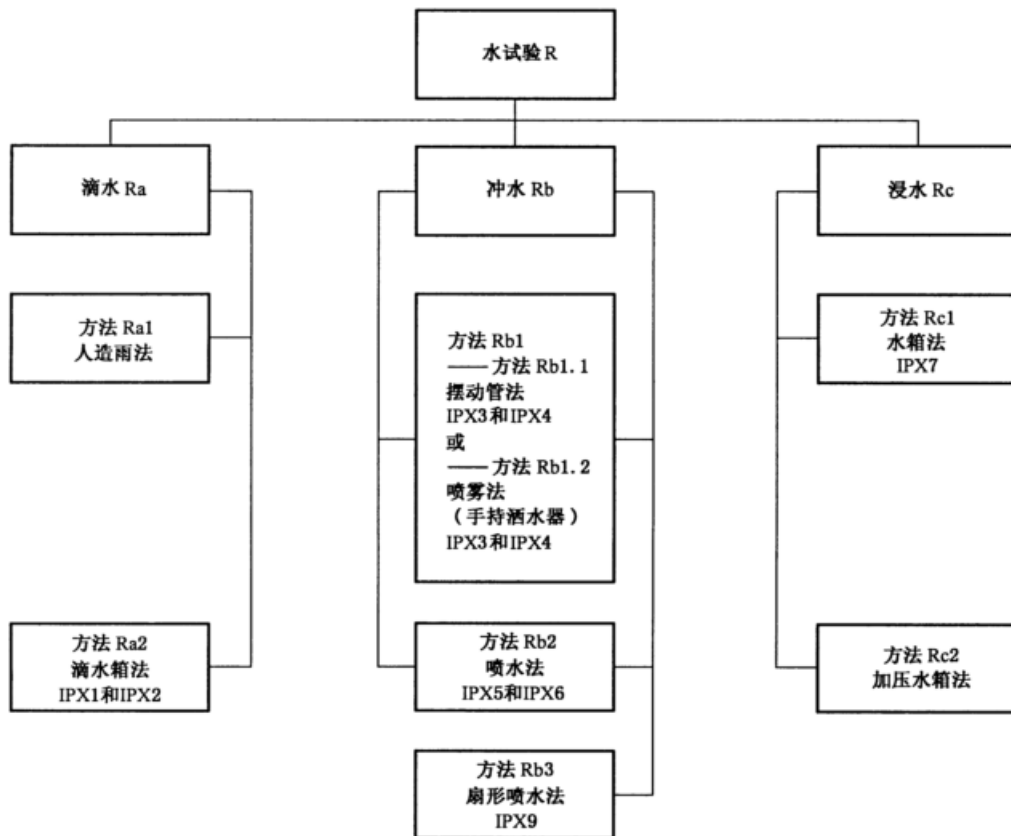 水试验R
滴水 Ra
冲水 Rb
浸水 Rc
方法 Ra1
人造雨法
方法 Rb1
——方法 Rb1.1
摆动管法
IPX3和IPX4
或
——方法 Rb1.2
喷雾法
（手持洒水器）
IPX3和IPX4
方法 Rc1
水箱法
IPX7
方法 Ra2
滴水箱法
IPX1和IPX2
方法 Rb2
喷水法
IPX5和IPX6
方法 Rc2
加压水箱法
方法 Rb3
扇形喷水法
IPX9